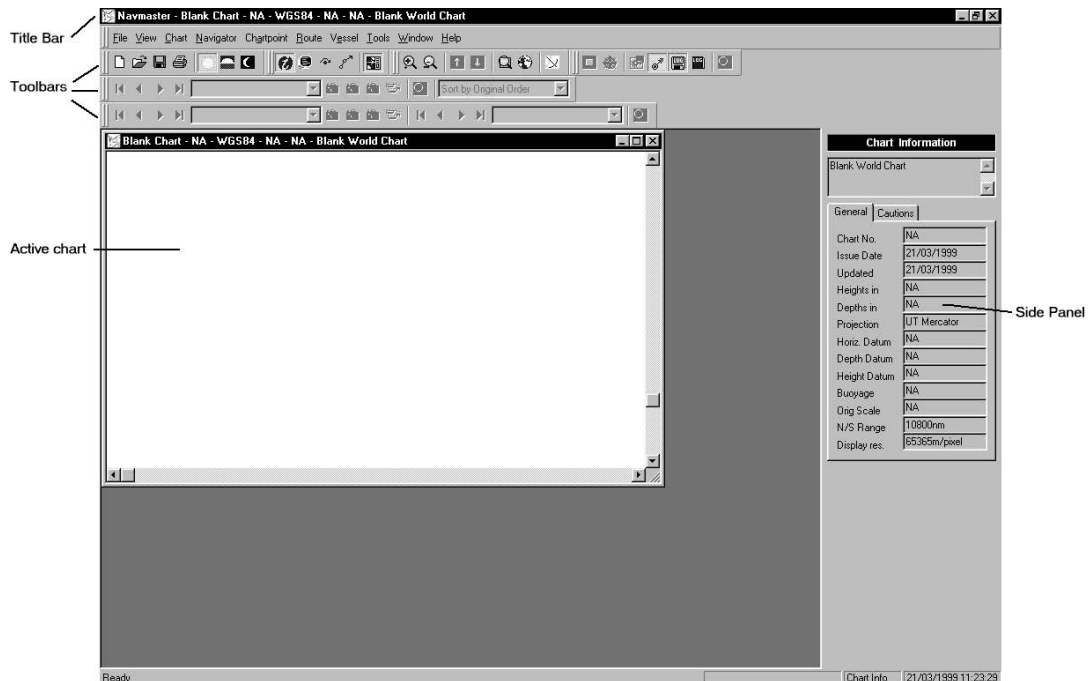 Navmaster - Blank Chart - NA - WGS84 - NA - NA - Blank World Chart
Title Bar
File View Chart Navigator Chartpoint Route Vessel Tools Window Help
Toolbars
LOG LOG
Sort by Original Order
Blank Chart - NA - WGS84 - NA - NA - Blank World Chart
Active chart
Chart Information
Blank World Chart
General Cautions
Chart No. NA
Issue Date 21/03/1999
Updated 21/03/1999
Heights in NA
Depths in NA
Side Panel
Projection UT Mercator
Horiz. Datum NA
Depth Datum NA
Height Datum NA
Buoyage NA
Orig Scale NA
N/S Range 10800nm
Display res. 65365m/pixel
Ready
Chart Info 21/03/1999 11:23:29